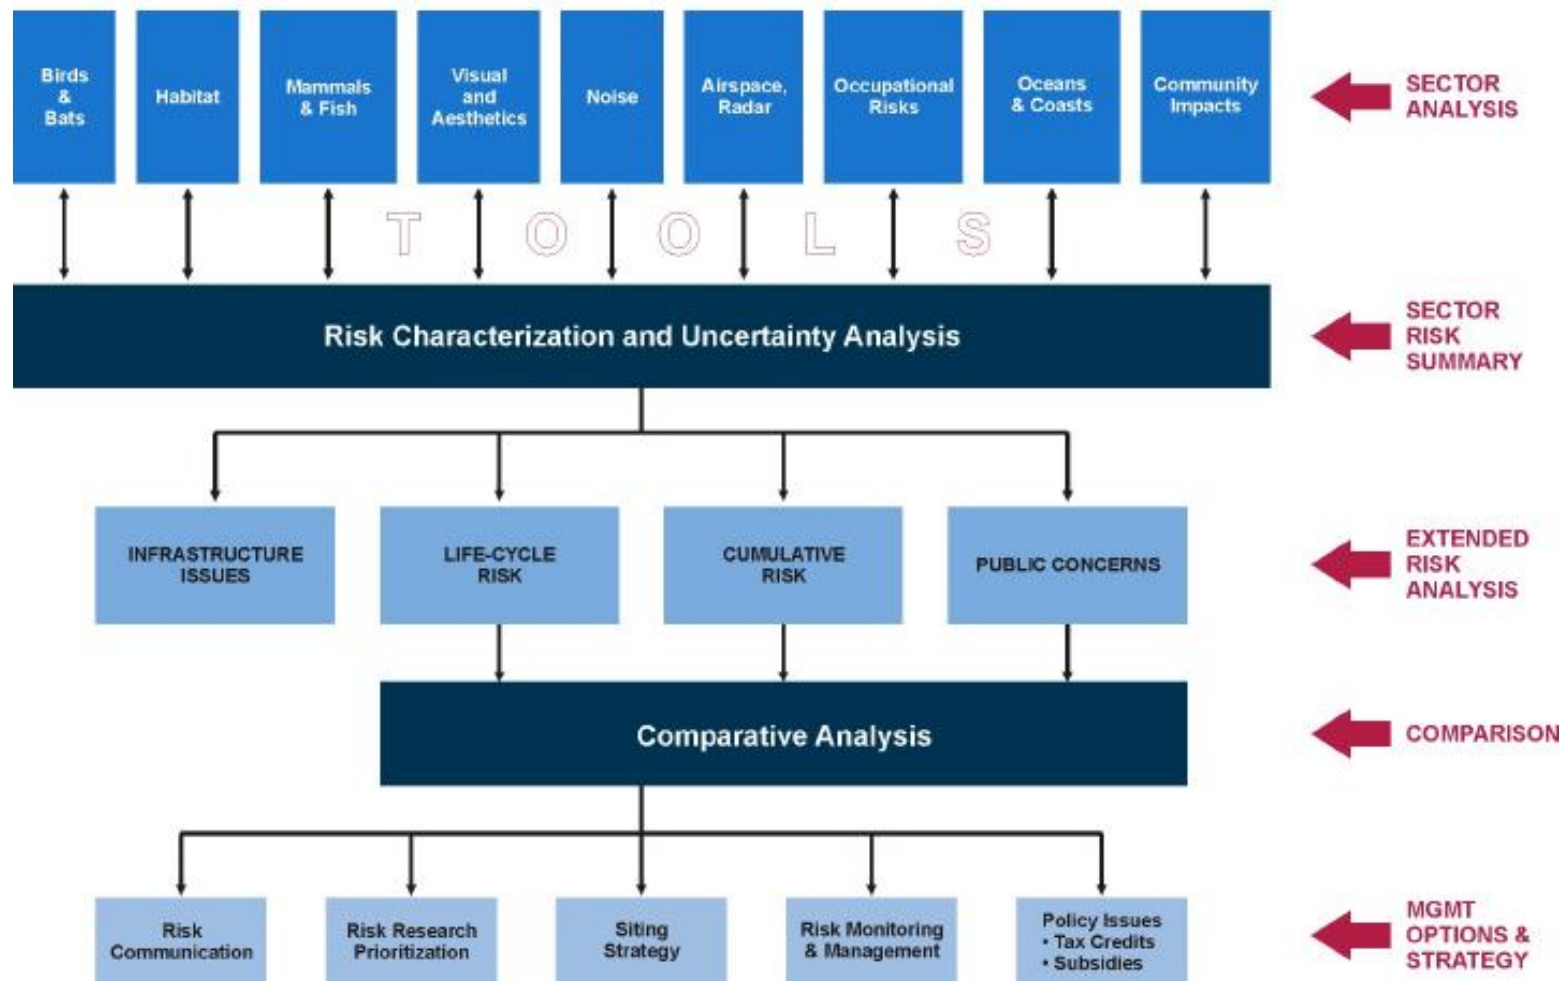 Birds
&
Bats
Habitat
Mammals
& Fish
Visual
and
Aesthetics
Noise
Airspace,
Radar
Occupational
Risks
Oceans
& Coasts
Community
Impacts
SECTOR
ANALYSIS
T O O L S
Risk Characterization and Uncertainty Analysis
SECTOR
RISK
SUMMARY
INFRASTRUCTURE
ISSUES
LIFE-CYCLE
RISK
CUMULATIVE
RISK
PUBLIC CONCERNS
EXTENDED
RISK
ANALYSIS
Comparative Analysis
COMPARISON
Risk
Communication
Risk Research
Prioritization
Siting
Strategy
Risk Monitoring
& Management
Policy Issues
• Tax Credits
• Subsidies
MGMT
OPTIONS &
STRATEGY